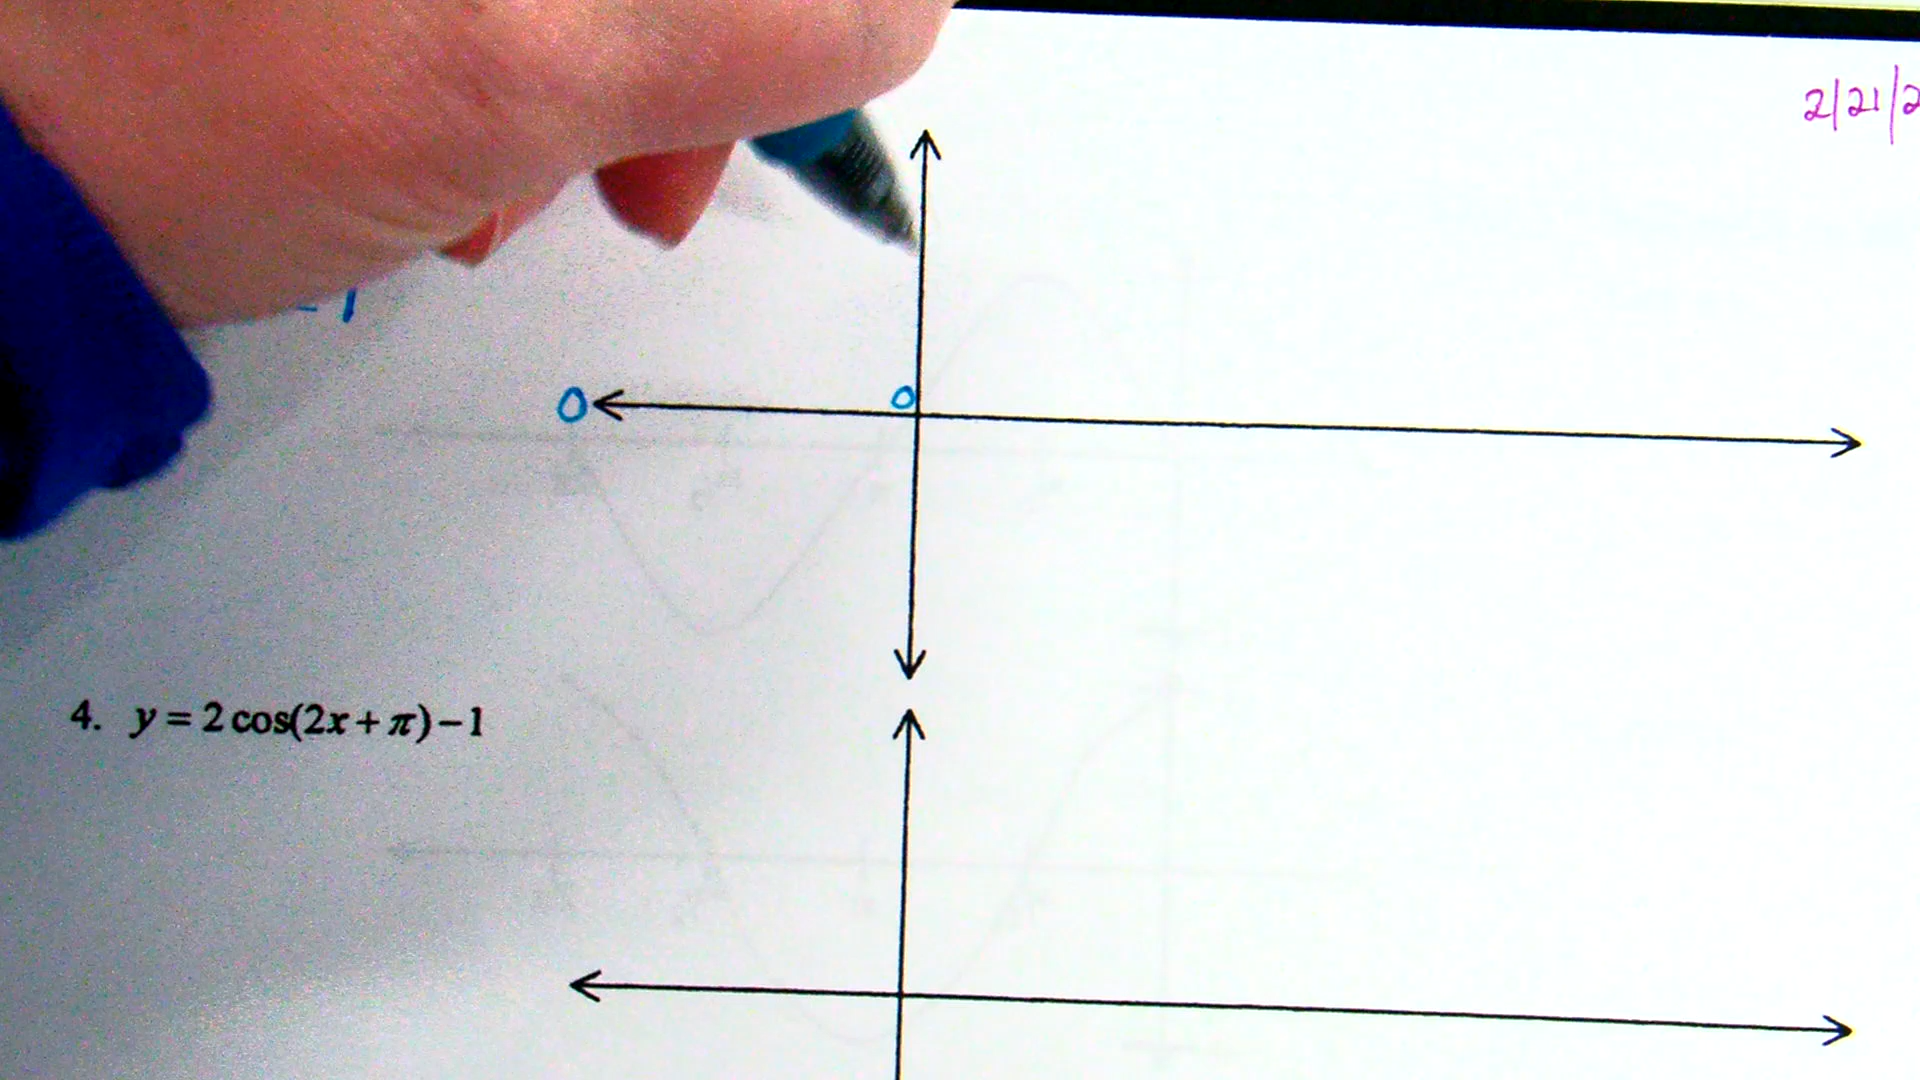 2/21/2
-1
0 0
4. y = 2 cos(2x + π) – 1